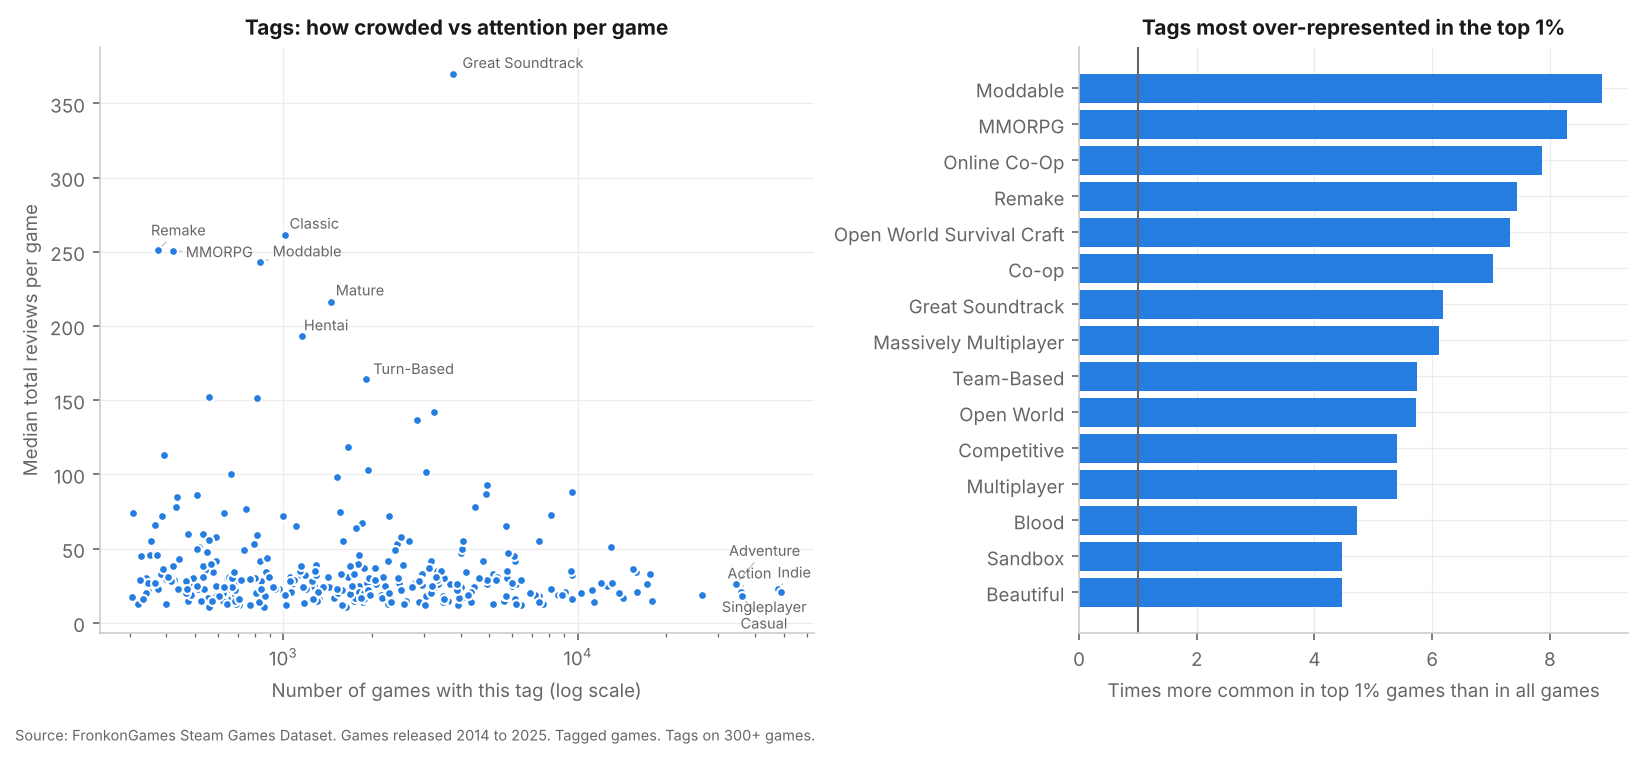 Tags: how crowded vs attention per game
Median total reviews per game
350
300
250
200
150
100
50
0
Great Soundtrack
Classic
Remake
MMORPG
Moddable
Mature
Hentai
Turn-Based
Adventure
Action
Indie
Singleplayer
Casual
10³
10⁴
Number of games with this tag (log scale)
Tags most over-represented in the top 1%
Moddable
MMORPG
Online Co-Op
Remake
Open World Survival Craft
Co-op
Great Soundtrack
Massively Multiplayer
Team-Based
Open World
Competitive
Multiplayer
Blood
Sandbox
Beautiful
0
2
4
6
8
Times more common in top 1% games than in all games
Source: FronkonGames Steam Games Dataset. Games released 2014 to 2025. Tagged games. Tags on 300+ games.